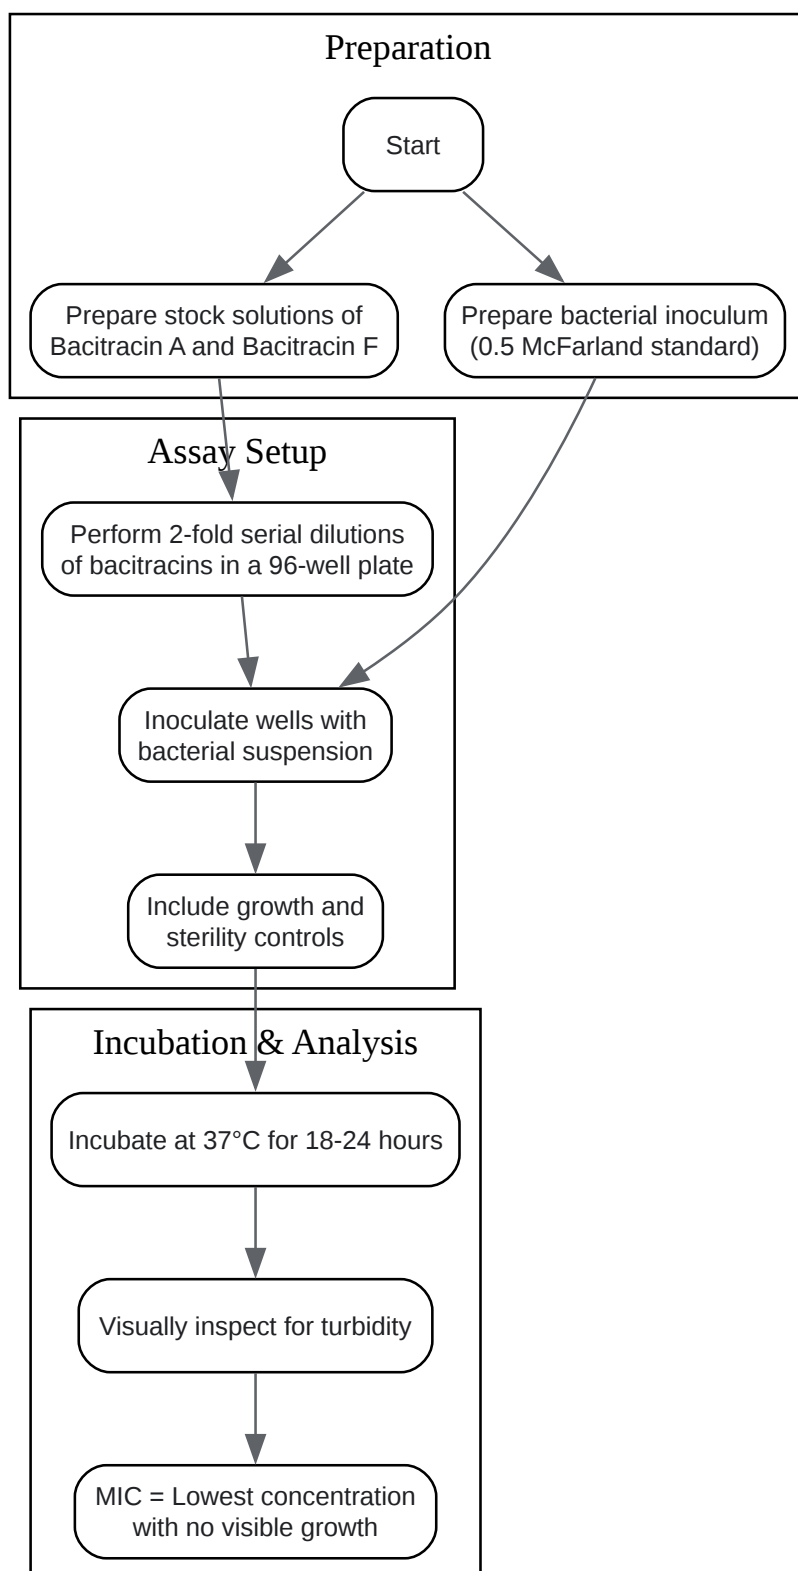 Preparation
Start
Prepare stock solutions of
Bacitracin A and Bacitracin F
Prepare bacterial inoculum
(0.5 McFarland standard)
Assay Setup
Perform 2-fold serial dilutions
of bacitracins in a 96-well plate
Inoculate wells with
bacterial suspension
Include growth and
sterility controls
Incubation & Analysis
Incubate at 37°C for 18-24 hours
Visually inspect for turbidity
MIC = Lowest concentration
with no visible growth